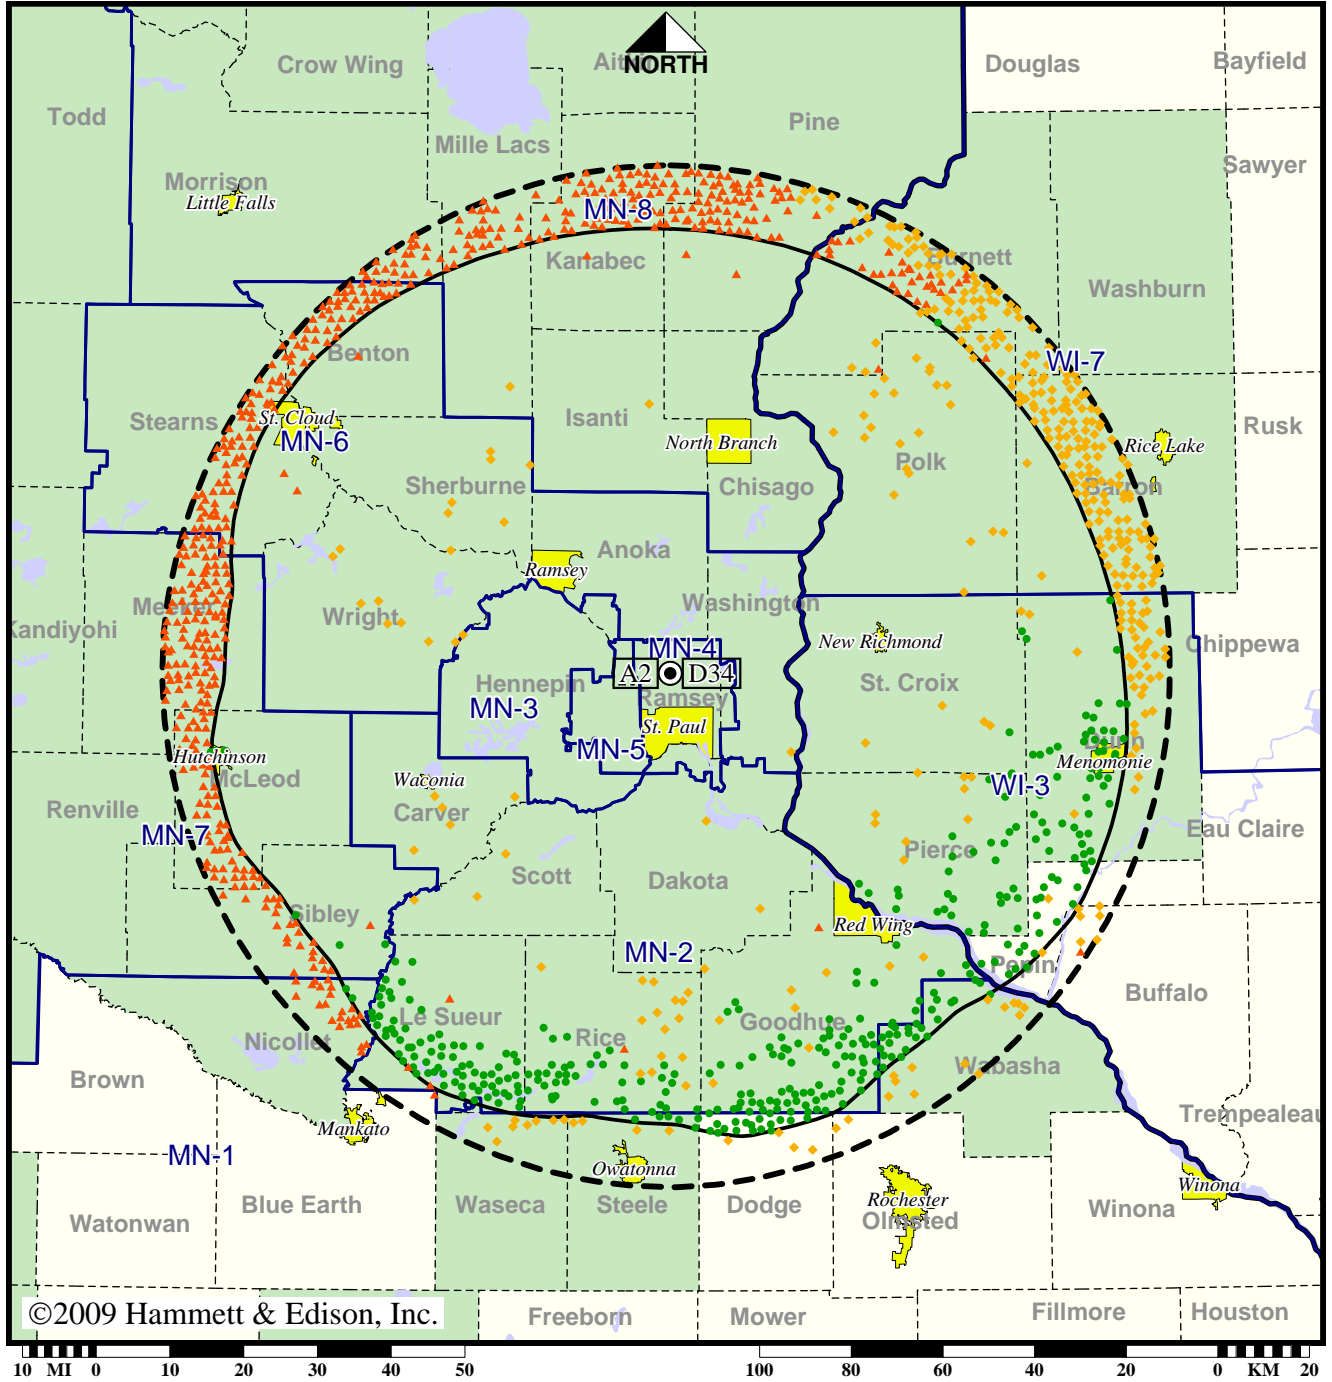 Crow Wing
Aitkin
NORTH
Douglas
Bayfield
Todd
Pine
Mille Lacs
Sawyer
Morrison
Little Falls
MN-8
Kanabec
Burnett
Washburn
Benton
WI-7
Stearns
St. Cloud
MN-6
Isanti
North Branch
Rusk
Rice Lake
Polk
Sherburne
Chisago
Barron
Anoka
Ramsey
Meeker
Wright
Washington
Kandiyohi
New Richmond
Chippewa
MN-4
A2
D34
Hennepin
Ramsey
St. Croix
MN-3
St. Paul
MN-5
Dunn
Hutchinson
McLeod
Waconia
Menomonie
WI-3
Renville
Carver
MN-7
Eau Claire
Pierce
Scott
Dakota
Sibley
Red Wing
MN-2
Pepin
Buffalo
Le Sueur
Goodhue
Nicollet
Rice
Brown
Wabasha
Trempealeau
Mankato
MN-1
Owatonna
Winona
Rochester
Blue Earth
Waseca
Steele
Dodge
Olmsted
Winona
Watonwan
©2009 Hammett & Edison, Inc.
Freeborn
Mower
Fillmore
Houston
10 MI 0 10 20 30 40 50 100 80 60 40 20 0 KM 20